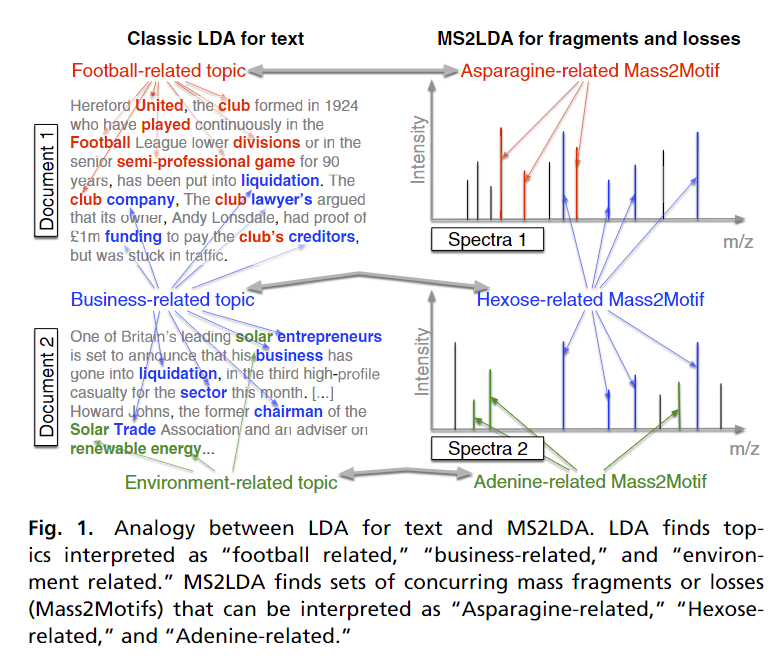 Classic LDA for text
MS2LDA for fragments and losses
Football-related topic
Asparagine-related Mass2Motif
Document 1
Hereford United, the club formed in 1924
who have played continuously in the
Football League lower divisions or in the
senior semi-professional game for 90
years, has been put into liquidation. The
club company, The club lawyer's argued
that its owner, Andy Lonsdale, had proof of
£1m funding to pay the club's creditors,
but was stuck in traffic.
Intensity
Spectra 1
m/z
Business-related topic
Hexose-related Mass2Motif
Document 2
One of Britain's leading solar entrepreneurs
is set to announce that his business has
gone into liquidation, in the third high-profile
casualty for the sector this month. [...]
Howard Johns, the former chairman of the
Solar Trade Association and an adviser on
renewable energy...
Intensity
Spectra 2
m/z
Environment-related topic
Adenine-related Mass2Motif
Fig. 1. Analogy between LDA for text and MS2LDA. LDA finds top-
ics interpreted as “football related,” “business-related,” and “environ-
ment related.” MS2LDA finds sets of concurring mass fragments or losses
(Mass2Motifs) that can be interpreted as “Asparagine-related,” “Hexose-
related,” and “Adenine-related.”